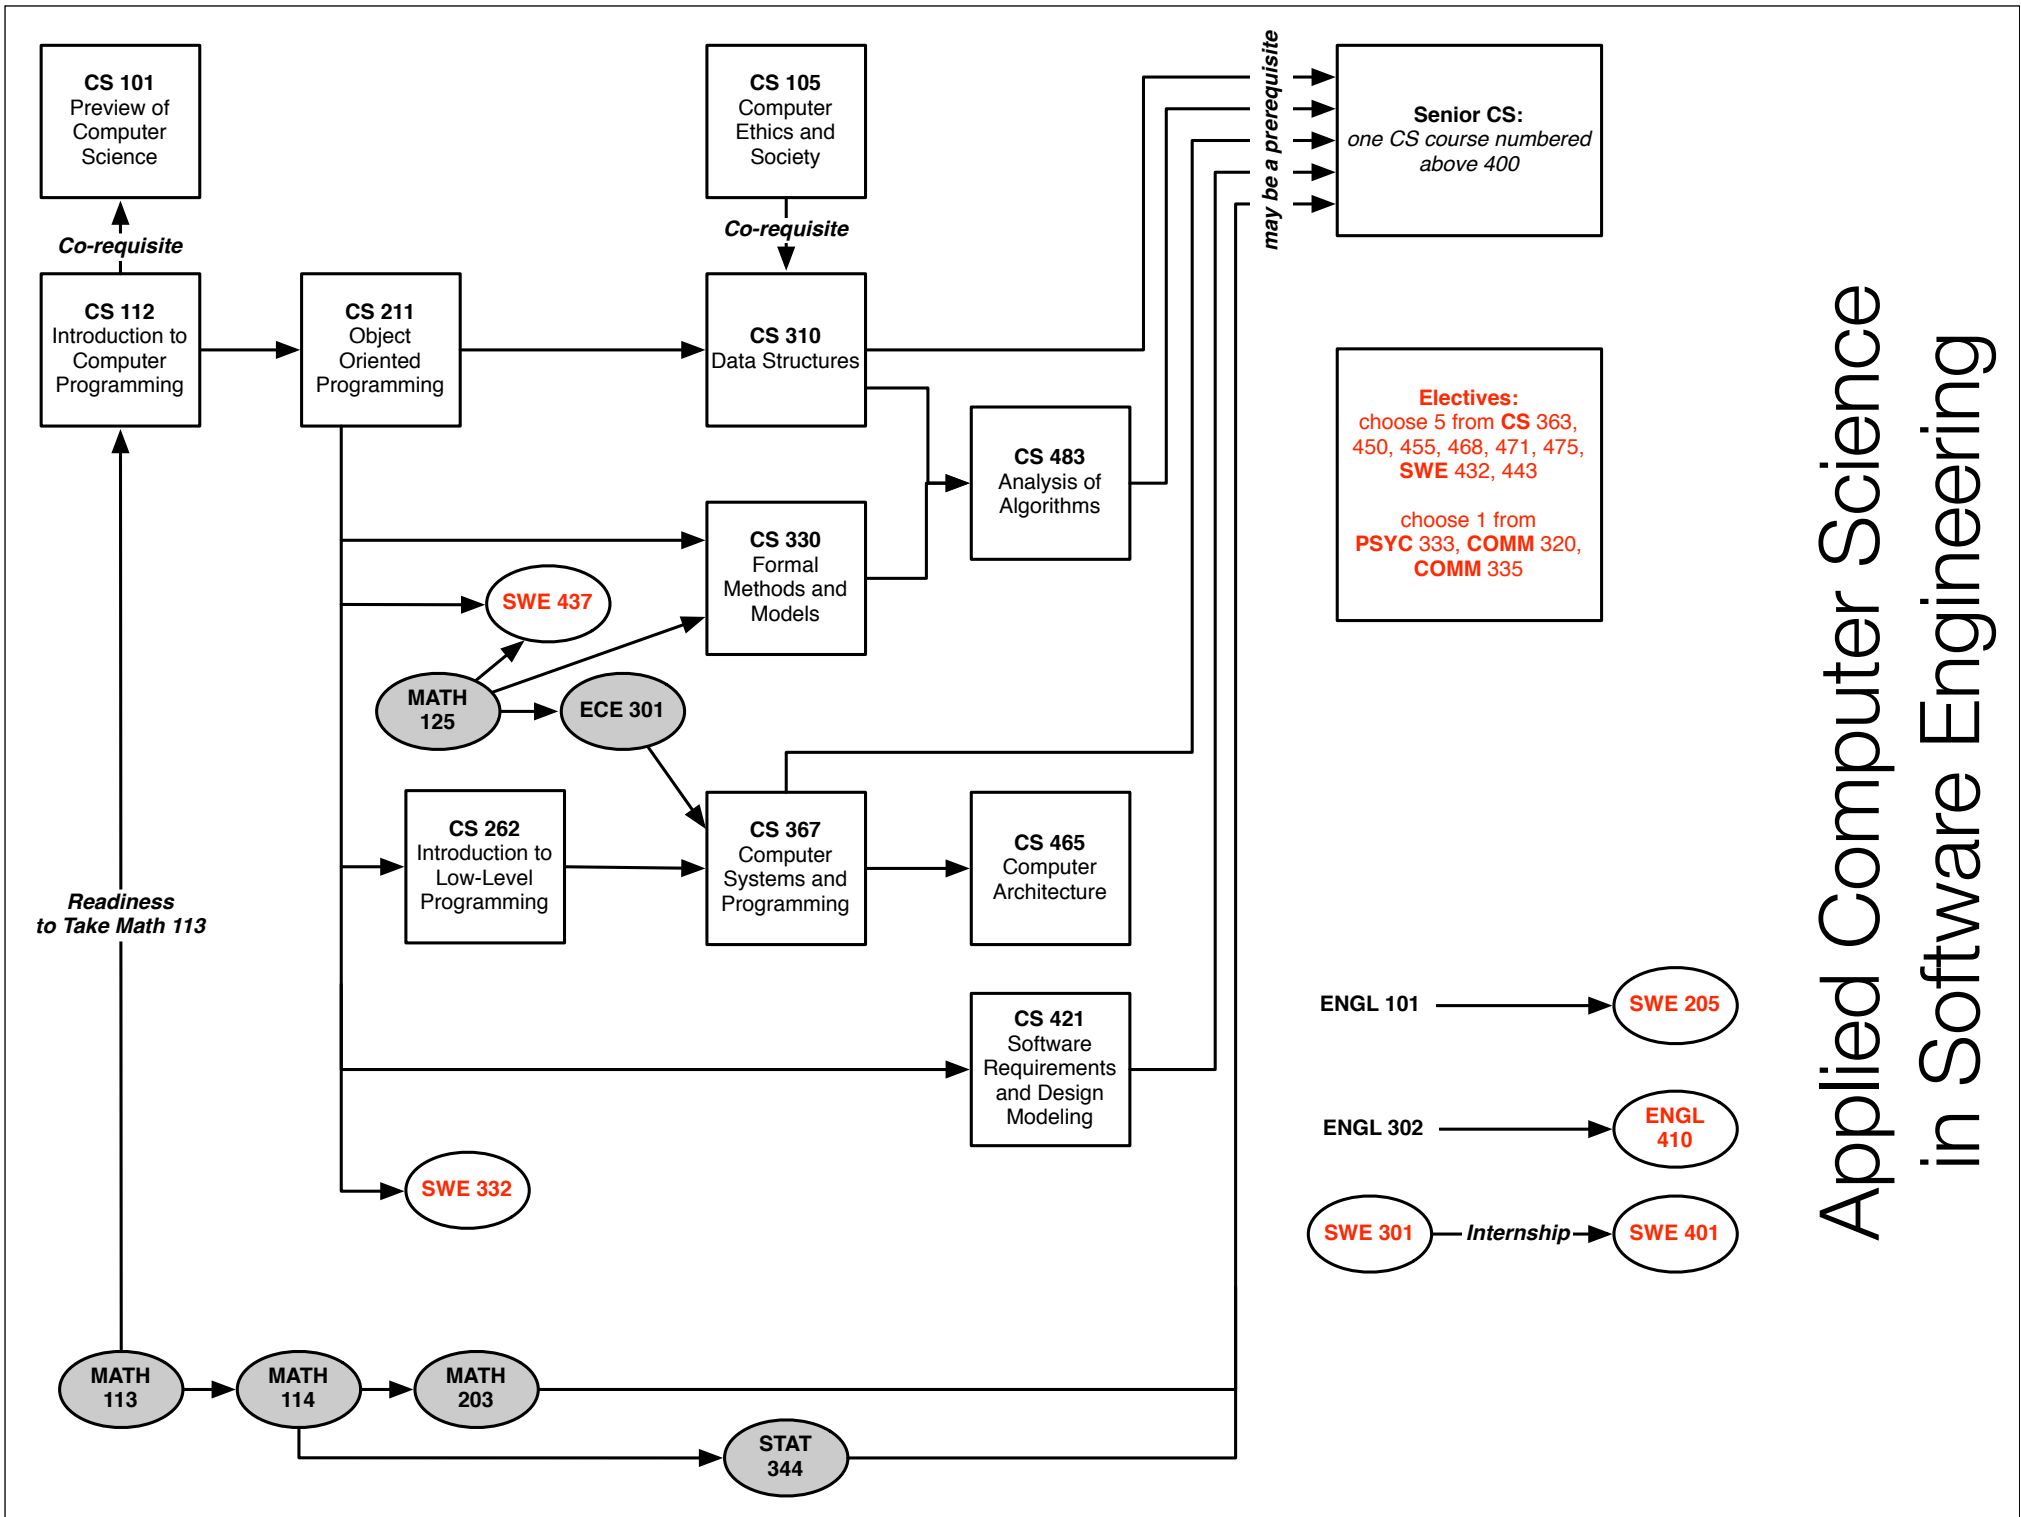 CS 101
Preview of
Computer
Science
CS 105
Computer
Ethics and
Society
may be a prerequisite
Senior CS:
one CS course numbered
above 400
Co-requisite
Co-requisite
CS 112
Introduction to
Computer
Programming
CS 211
Object
Oriented
Programming
CS 310
Data Structures
Electives:
choose 5 from CS 363,
450, 455, 468, 471, 475,
SWE 432, 443
choose 1 from
PSYC 333, COMM 320,
COMM 335
CS 483
Analysis of
Algorithms
CS 330
Formal
Methods and
Models
SWE 437
MATH
125
ECE 301
CS 262
Introduction to
Low-Level
Programming
CS 367
Computer
Systems and
Programming
CS 465
Computer
Architecture
Readiness
to Take Math 113
CS 421
Software
Requirements
and Design
Modeling
ENGL 101
SWE 205
ENGL 302
ENGL
410
SWE 332
SWE 301
Internship
SWE 401
MATH
113
MATH
114
MATH
203
STAT
344
Applied Computer Science
in Software Engineering